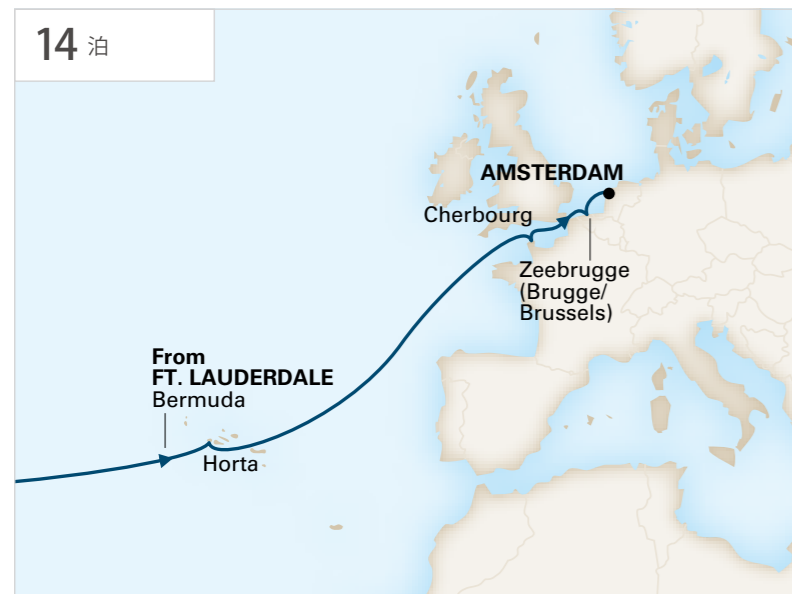 14 泊
AMSTERDAM
Cherbourg
Zeebrugge
(Brugge/
Brussels)
From
FT. LAUDERDALE
Bermuda
Horta